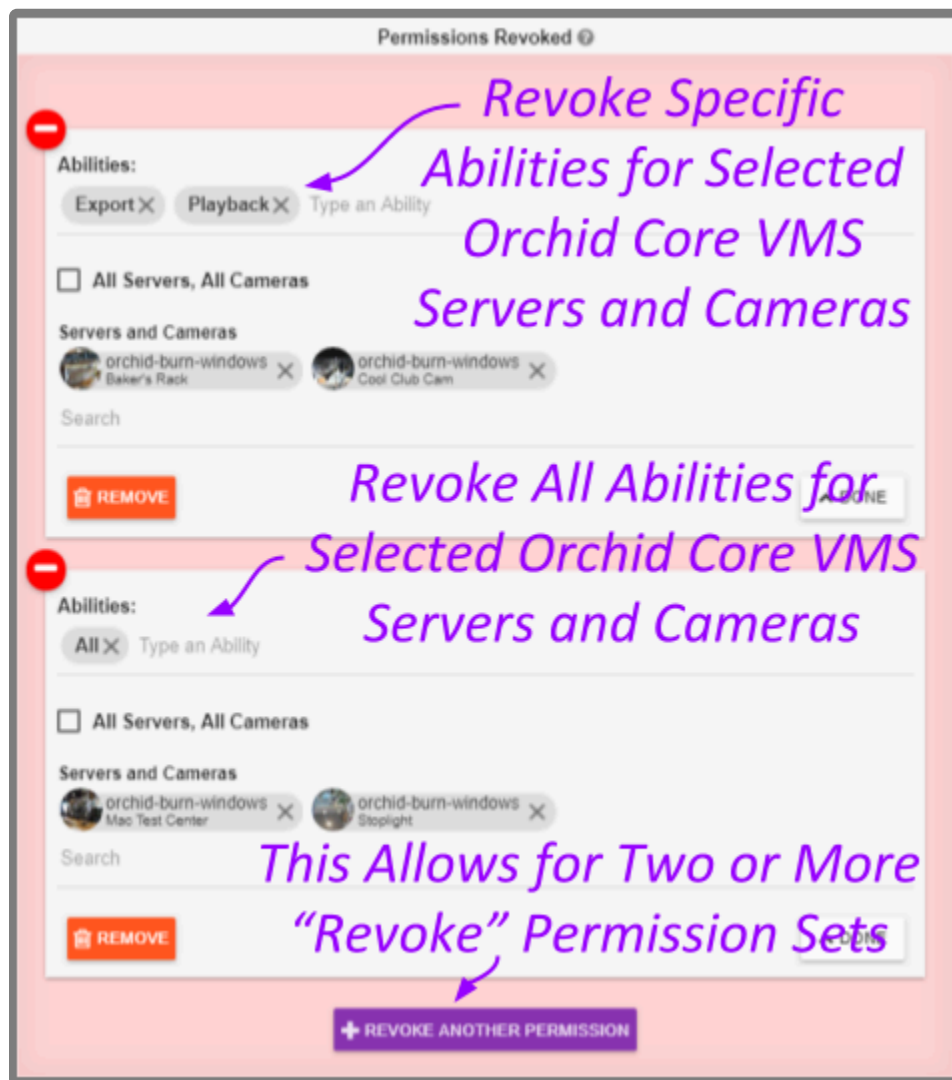 Permissions Revoked
Revoke Specific
Abilities for Selected
Orchid Core VMS
Servers and Cameras
Abilities:
Export Playback Type an Ability
All Servers, All Cameras
Servers and Cameras
orchid-burn-windows orchid-burn-windows
Baker's Rack Cool Club Cam
Search
REMOVE DONE
Revoke All Abilities for
Selected Orchid Core VMS
Servers and Cameras
Abilities:
All Type an Ability
All Servers, All Cameras
Servers and Cameras
orchid-burn-windows orchid-burn-windows
Mac Test Center Stoplight
Search
This Allows for Two or More
“Revoke” Permission Sets
REMOVE DONE
REVOKE ANOTHER PERMISSION